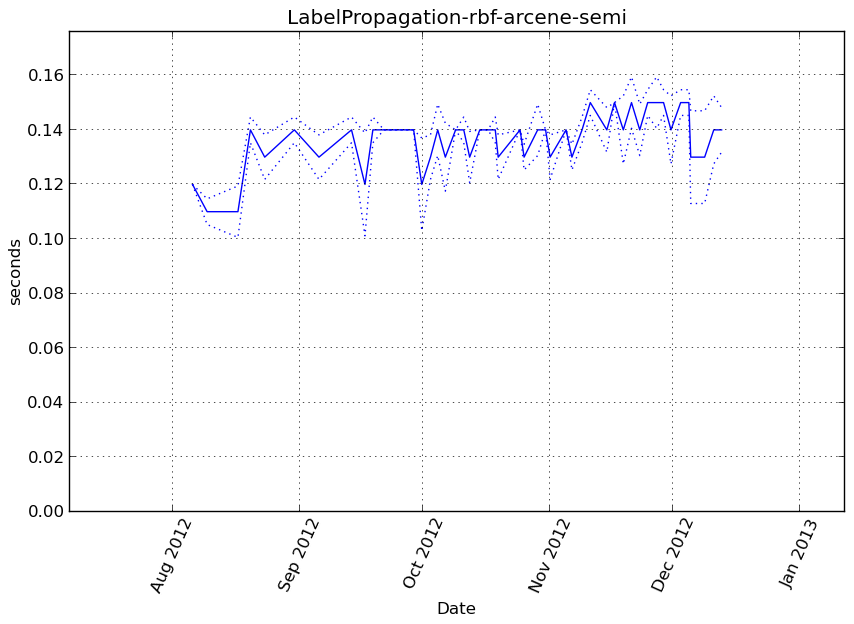 LabelPropagation-rbf-arcene-semi
0.16
0.14
0.12
0.10
0.08
0.06
0.04
0.02
0.00
seconds
Aug 2012
Sep 2012
Oct 2012
Nov 2012
Dec 2012
Jan 2013
Date